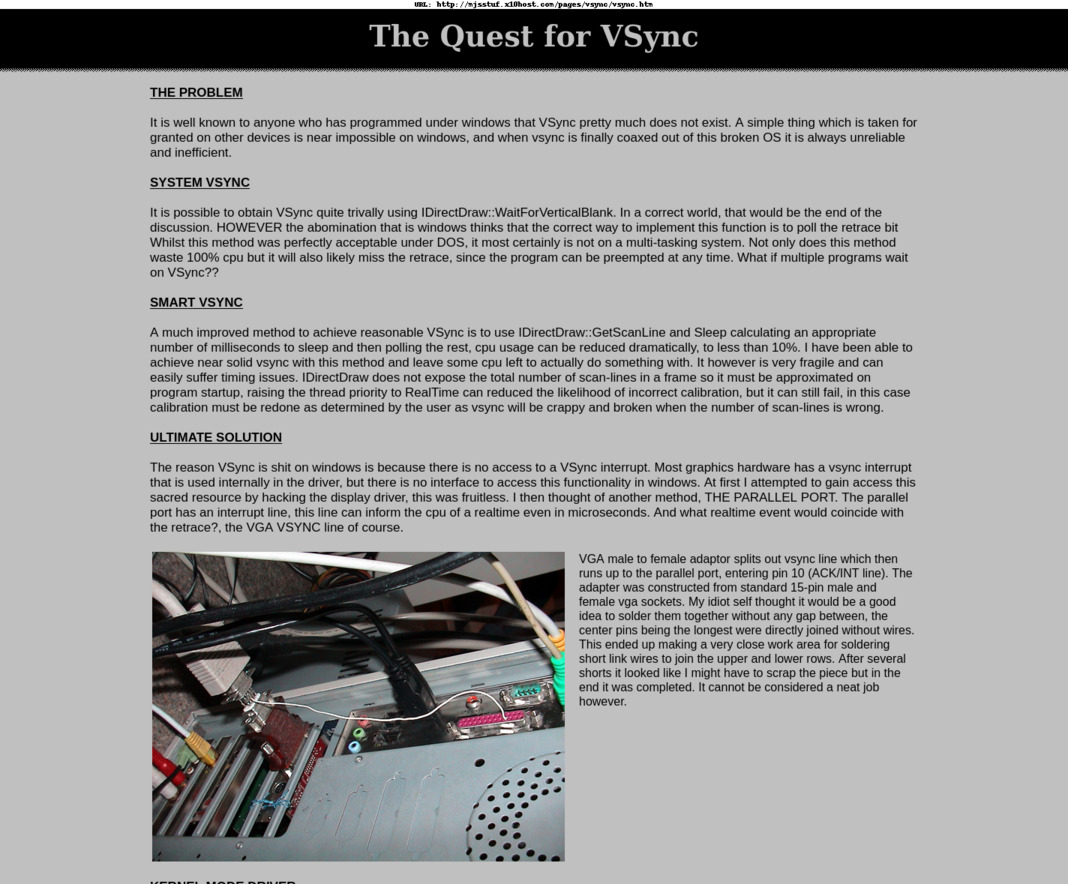 URL: http://mjsstuf.x10host.com/pages/vsync/vsync.htm
The Quest for VSync
THE PROBLEM
It is well known to anyone who has programmed under windows that VSync pretty much does not exist. A simple thing which is taken for
granted on other devices is near impossible on windows, and when vsync is finally coaxed out of this broken OS it is always unreliable
and inefficient.
SYSTEM VSYNC
It is possible to obtain VSync quite trivally using IDirectDraw::WaitForVerticalBlank. In a correct world, that would be the end of the
discussion. HOWEVER the abomination that is windows thinks that the correct way to implement this function is to poll the retrace bit
Whilst this method was perfectly acceptable under DOS, it most certainly is not on a multi-tasking system. Not only does this method
waste 100% cpu but it will also likely miss the retrace, since the program can be preempted at any time. What if multiple programs wait
on VSync??
SMART VSYNC
A much improved method to achieve reasonable VSync is to use IDirectDraw::GetScanLine and Sleep calculating an appropriate
number of milliseconds to sleep and then polling the rest, cpu usage can be reduced dramatically, to less than 10%. I have been able to
achieve near solid vsync with this method and leave some cpu left to actually do something with. It however is very fragile and can
easily suffer timing issues. IDirectDraw does not expose the total number of scan-lines in a frame so it must be approximated on
program startup, raising the thread priority to RealTime can reduced the likelihood of incorrect calibration, but it can still fail, in this case
calibration must be redone as determined by the user as vsync will be crappy and broken when the number of scan-lines is wrong.
ULTIMATE SOLUTION
The reason VSync is shit on windows is because there is no access to a VSync interrupt. Most graphics hardware has a vsync interrupt
that is used internally in the driver, but there is no interface to access this functionality in windows. At first I attempted to gain access this
sacred resource by hacking the display driver, this was fruitless. I then thought of another method, THE PARALLEL PORT. The parallel
port has an interrupt line, this line can inform the cpu of a realtime even in microseconds. And what realtime event would coincide with
the retrace?, the VGA VSYNC line of course.
VGA male to female adaptor splits out vsync line which then
runs up to the parallel port, entering pin 10 (ACK/INT line). The
adapter was constructed from standard 15-pin male and
female vga sockets. My idiot self thought it would be a good
idea to solder them together without any gap between, the
center pins being the longest were directly joined without wires.
This ended up making a very close work area for soldering
short link wires to join the upper and lower rows. After several
shorts it looked like I might have to scrap the piece but in the
end it was completed. It cannot be considered a neat job
however.
KERNEL MODE DRIVER